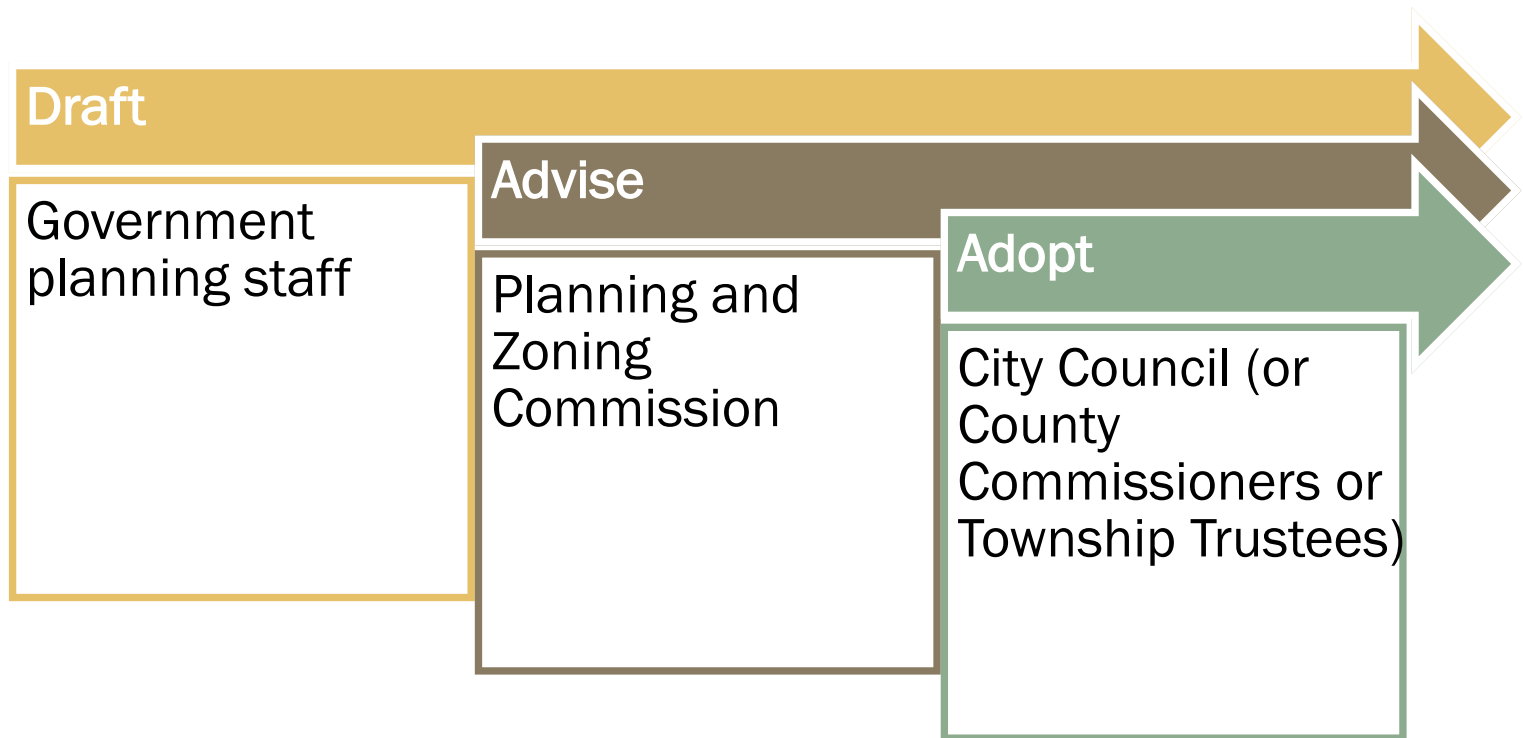 Draft
Government
planning staff
Advise
Planning and
Zoning
Commission
Adopt
City Council (or
County
Commissioners or
Township Trustees)